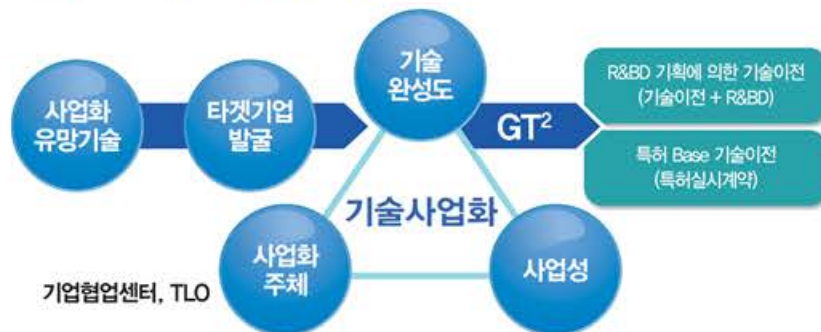 기술
완성도
사업화
유망기술
타겟기업
발굴
GT²
R&BD 기획에 의한 기술이전
(기술이전 + R&BD)
특허 Base 기술이전
(특허실시계약)
기술사업화
사업화
주체
사업성
기업협업센터, TLO